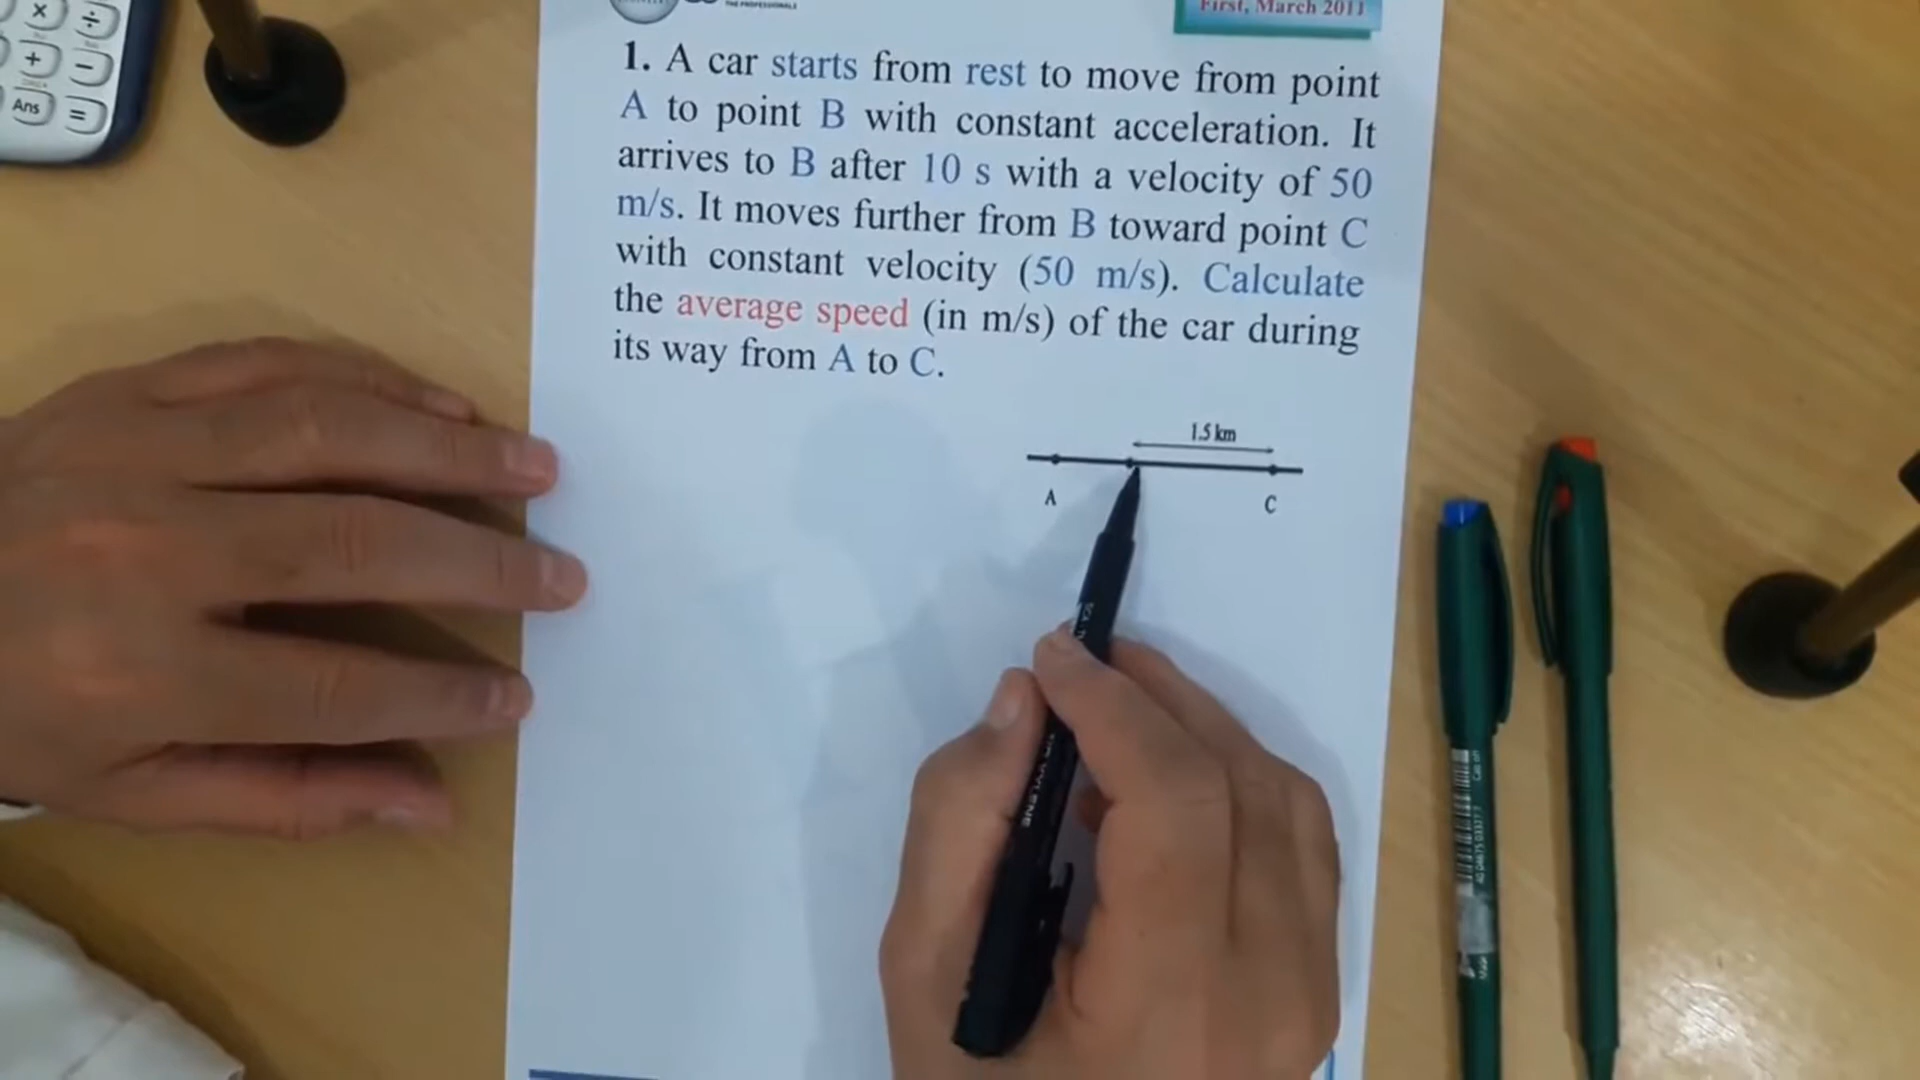 ×
÷
+
−
Ans
=
THE PROFESSIONALS
First, March 2011
1. A car starts from rest to move from point
A to point B with constant acceleration. It
arrives to B after 10 s with a velocity of 50
m/s. It moves further from B toward point C
with constant velocity (50 m/s). Calculate
the average speed (in m/s) of the car during
its way from A to C.
1.5 km
A
C